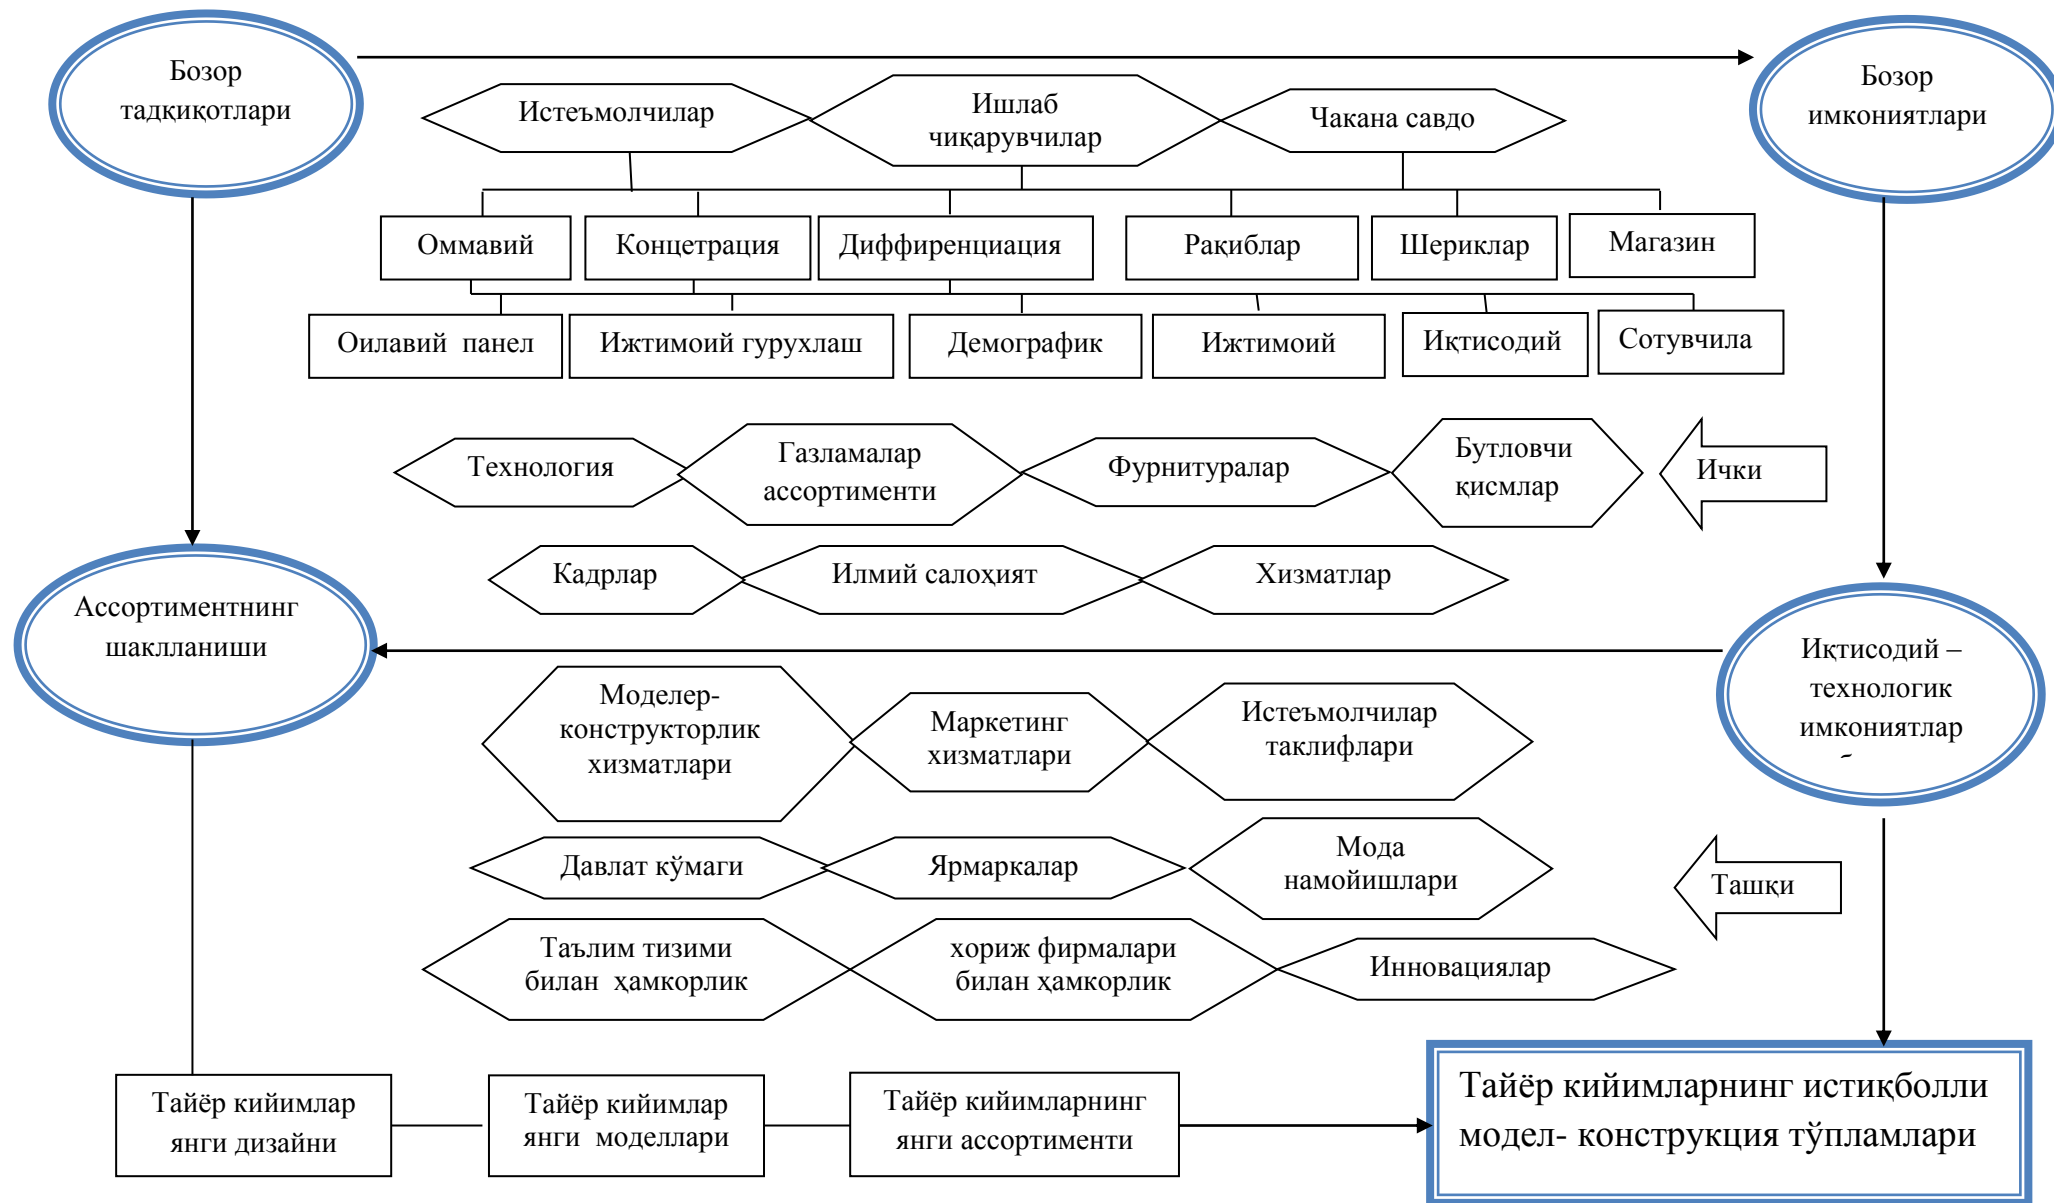 Бозор
тадқиқотлари
Истеъмолчилар
Ишлаб
чиқарувчилар
Чакана савдо
Бозор
имкониятлари
Оммавий
Концетрация
Диффиренциация
Рақиблар
Шериклар
Магазин
Оилавий панел
Ижтимоий гурухлаш
Демографик
Ижтимоий
Иқтисодий
Сотувчила
Технология
Газламалар
ассортименти
Фурнитуралар
Бутловчи
қисмлар
Ички
Кадрлар
Илмий салоҳият
Хизматлар
Ассортиментнинг
шаклланиши
Иқтисодий –
технологик
имкониятлар
Моделер-
конструкторлик
хизматлари
Маркетинг
хизматлари
Истеъмолчилар
таклифлари
Давлат кўмаги
Ярмаркалар
Мода
намойишлари
Ташқи
Таълим тизими
билан ҳамкорлик
хориж фирмалари
билан ҳамкорлик
Инновациялар
Тайёр кийимлар
янги дизайни
Тайёр кийимлар
янги моделлари
Тайёр кийимларнинг
янги ассортименти
Тайёр кийимларнинг истиқболли
модел- конструкция тўпламлари